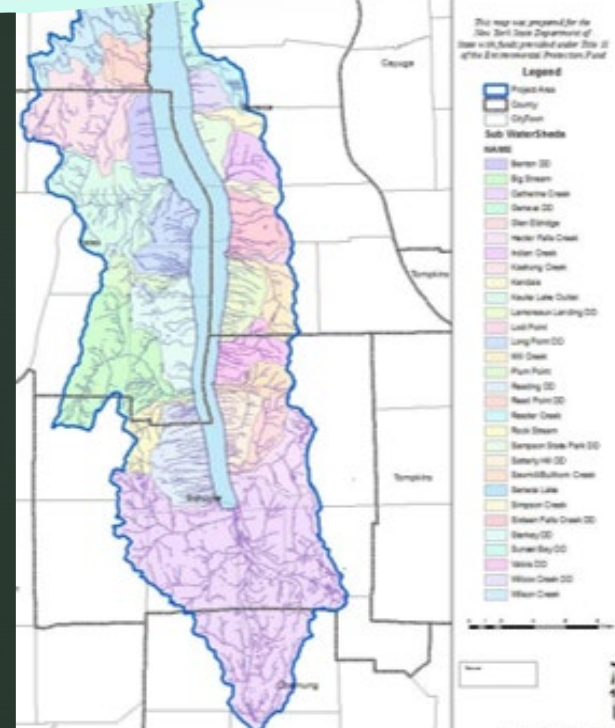 This map was prepared for the
New York State Department of
State with funds provided under Title 11
of the Environmental Protection Fund
Legend
Project Area
County
City/Town
Sub WaterSheds
NAME
Benton DD
Big Stream
Catharine Creek
Geneva DD
Glen Eldridge
Hector Falls Creek
Indian Creek
Kashong Creek
Kendaia
Keuka Lake Outlet
Lamoreaux Landing DD
Lodi Point
Long Point DD
Mill Creek
Plum Point
Reading DD
Reed Point DD
Reeder Creek
Rock Stream
Sampson State Park DD
Satterly Hill DD
Sawmill/Bullhorn Creek
Seneca Lake
Simpson Creek
Sixteen Falls Creek DD
Starkey DD
Sunset Bay DD
Valois DD
Willow Creek DD
Wilson Creek
Cayuga
Tompkins
Yates
Tompkins
Schuyler
Chemung